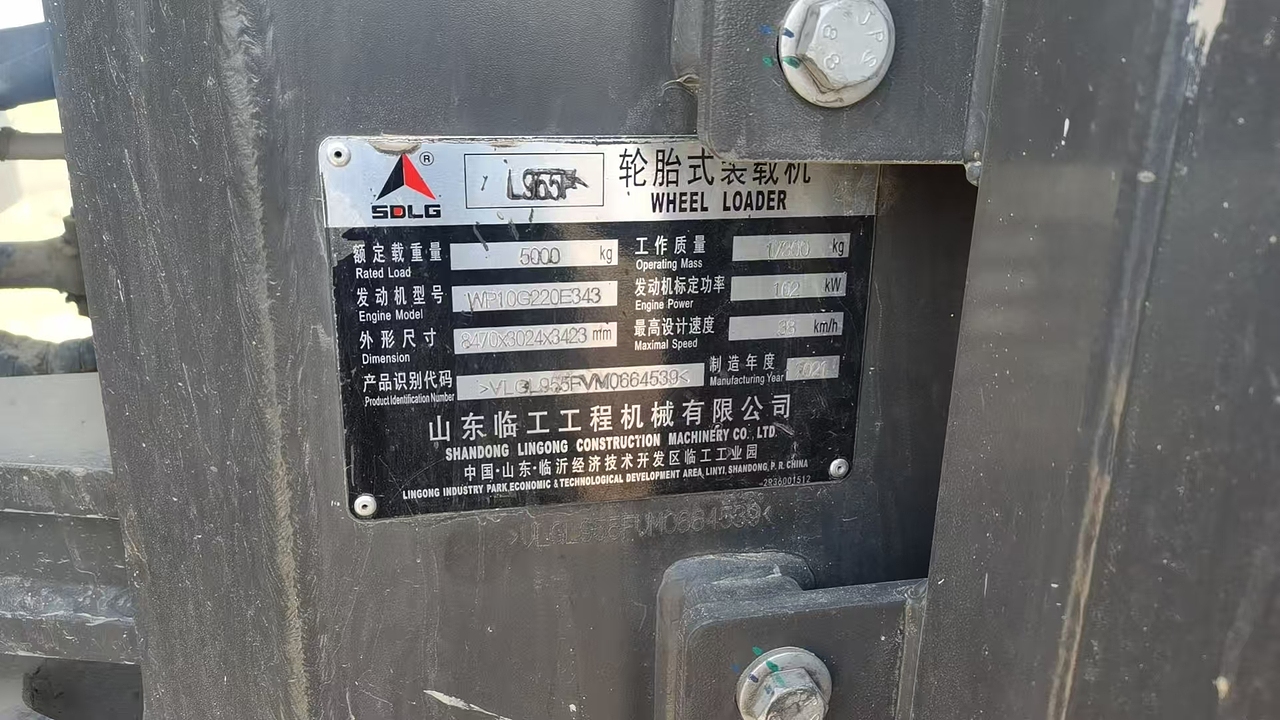 YPS
8.8
SDLG
®
轮胎式装载机
WHEEL LOADER
额定载重量 5000 kg
Rated Load
工作质量 kg
Operating Mass
发动机型号 WP10G220E343
Engine Model
发动机标定功率 162 kW
Engine Power
外形尺寸 8470x3024x3423 mm
Dimension
最高设计速度 38 km/h
Maximal Speed
产品识别代码 >VLGL955FVM0664539<
Product Identification Number
制造年度
Manufacturing Year
山东临工工程机械有限公司
SHANDONG LINGONG CONSTRUCTION MACHINERY CO., LTD
中国·山东·临沂经济技术开发区临工工业园
LINGONG INDUSTRY PARK ECONOMIC & TECHNOLOGICAL DEVELOPMENT AREA, LINYI, SHANDONG, P. R. CHINA
2936001512
>VLGL955FVM0664539<